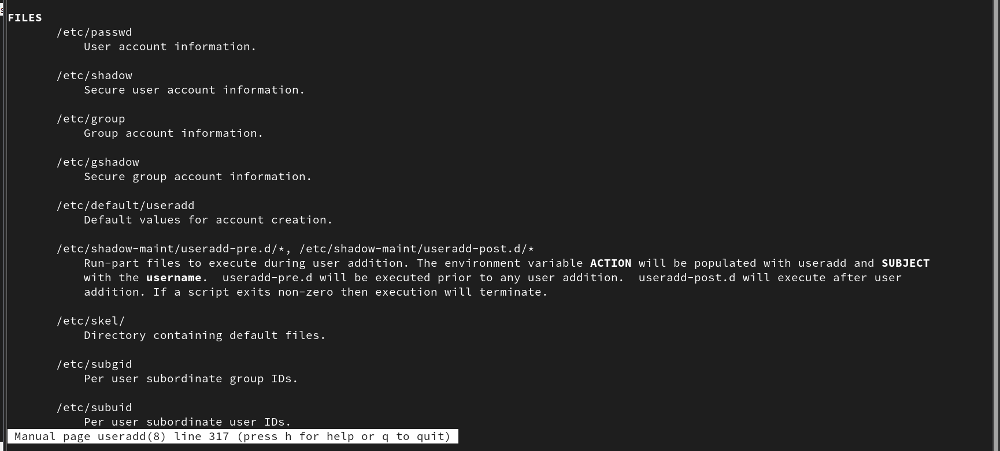 FILES
/etc/passwd
User account information.
/etc/shadow
Secure user account information.
/etc/group
Group account information.
/etc/gshadow
Secure group account information.
/etc/default/useradd
Default values for account creation.
/etc/shadow-maint/useradd-pre.d/*, /etc/shadow-maint/useradd-post.d/*
Run-part files to execute during user addition. The environment variable ACTION will be populated with useradd and SUBJECT
with the username.  useradd-pre.d will be executed prior to any user addition.  useradd-post.d will execute after user
addition. If a script exits non-zero then execution will terminate.
/etc/skel/
Directory containing default files.
/etc/subgid
Per user subordinate group IDs.
/etc/subuid
Per user subordinate user IDs.
Manual page useradd(8) line 317 (press h for help or q to quit)